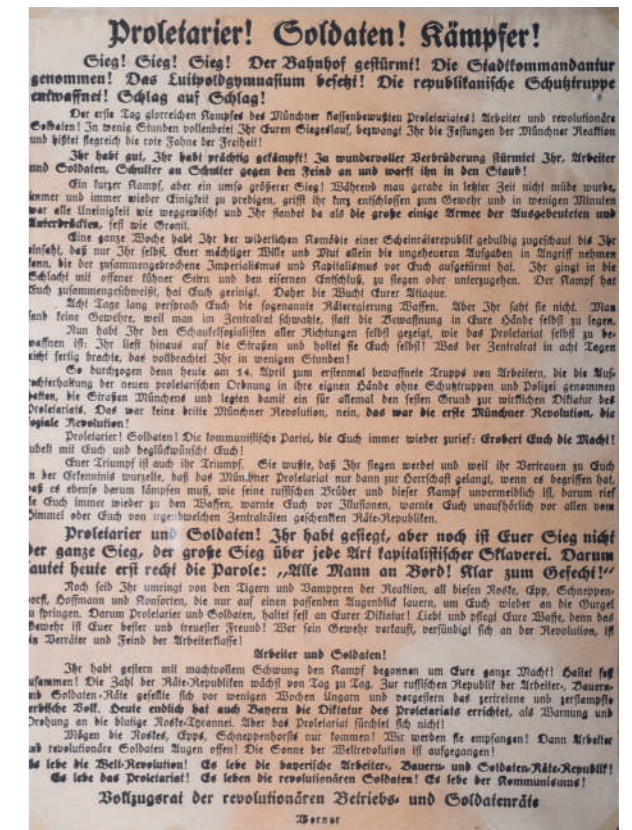 Proletarier! Soldaten! Kämpfer!
Sieg! Sieg! Sieg! Der Bahnhof gestürmt! Die Stadtkommandantur
genommen! Das Luitpoldgymnasium besetzt! Die republikanische Schutztruppe
entwaffnet! Schlag auf Schlag!
Der erste Tag glorreichen Kampfes des Münchner klassenbewußten Proletariates! Arbeiter und revolutionäre
Soldaten! In wenig Stunden vollendetet Ihr Euren Siegeslauf, bezwangt Ihr die Festungen der Münchner Reaktion
und hißtet siegreich die rote Fahne der Freiheit!
Ihr habt gut, Ihr habt prächtig gekämpft! In wundervoller Verbrüderung stürmtet Ihr, Arbeiter
und Soldaten, Schulter an Schulter gegen den Feind an und warft ihn in den Staub!
Ein kurzer Kampf, aber ein umso größerer Sieg! Während man gerade in letzter Zeit nicht müde wurde,
immer und immer wieder Einigkeit zu predigen, grifft Ihr kurz entschlossen zum Gewehr und in wenigen Minuten
war alle Uneinigkeit wie weggewischt und Ihr standet da als die große einige Armee der Ausgebeuteten und
Unterdrückten, fest wie Granit.
Eine ganze Woche habt Ihr der widerlichen Komödie einer Scheinräterepublik geduldig zugeschaut bis Ihr
einsaht, daß nur Ihr selbst, Euer mächtiger Wille und Mut allein die ungeheueren Aufgaben in Angriff nehmen
kann, die der zusammengebrochene Imperialismus und Kapitalismus vor Euch aufgetürmt hat. Ihr gingt in die
Schlacht mit offener kühner Stirn und den eisernen Entschluß, zu siegen oder unterzugehen. Der Kampf hat
Euch zusammengeschweißt, hat Euch gereinigt. Daher die Wucht Eurer Attaque.
Acht Tage lang versprach Euch die sogenannte Räteregierung Waffen. Aber Ihr saht sie nicht. Man
fand keine Gewehre, weil man im Zentralrat schwatzte, statt die Bewaffnung in Eure Hände selbst zu legen.
Nun habt Ihr den Schaufelsozialisten aller Richtungen selbst gezeigt, wie das Proletariat selbst zu be-
waffnen ist: Ihr lieft hinaus auf die Straßen und holtet sie Euch selbst! Was der Zentralrat in acht Tagen
nicht fertig brachte, das vollbrachtet Ihr in wenigen Stunden!
So durchzogen denn heute am 14. April zum erstenmal bewaffnete Trupps von Arbeitern, die die Auf-
rechterhaltung der neuen proletarischen Ordnung in ihre eignen Hände ohne Schutztruppen und Polizei genommen
hatten, die Straßen Münchens und legten damit ein für allemal den festen Grund zur wirklichen Diktatur des
Proletariats. Das war keine dritte Münchner Revolution, nein, das war die erste Münchner Revolution, die
soziale Revolution!
Proletarier! Soldaten! Die kommunistische Partei, die Euch immer wieder zurief: Erobert Euch die Macht!
jubelt mit Euch und beglückwünscht Euch!
Euer Triumpf ist auch ihr Triumpf. Sie wußte, daß Ihr siegen werdet und weil ihr Vertrauen zu Euch
in der Erkenntnis wurzelte, daß das Münchner Proletariat nur dann zur Herrschaft gelangt, wenn es begriffen hat,
daß es ebenso darum kämpfen muß, wie seine russischen Brüder und dieser Kampf unvermeidlich ist, darum rief
sie Euch immer wieder zu den Waffen, warnte Euch vor Illusionen, warnte Euch unaufhörlich vor allen vom
Himmel oder Euch von irgendwelchen Zentralräten geschenkten Räte-Republiken.
Proletarier und Soldaten! Ihr habt gesiegt, aber noch ist Euer Sieg nicht
der ganze Sieg, der große Sieg über jede Art kapitalistischer Sklaverei. Darum
lautet heute erst recht die Parole: „Alle Mann an Bord! Klar zum Gefecht!“
Noch seid Ihr umringt von den Tigern und Vampyren der Reaktion, all diesen Noske, Epp, Schneppen-
horst, Hoffmann und Konsorten, die nur auf einen passenden Augenblick lauern, um Euch wieder an die Gurgel
zu springen. Darum Proletarier und Soldaten, haltet fest an Eurer Diktatur! Liebt und pflegt Eure Waffe, denn das
Gewehr ist Euer bester und treuester Freund! Wer sein Gewehr verkauft, versündigt sich an der Revolution, ist
ein Verräter und Feind der Arbeiterklasse!
Arbeiter und Soldaten!
Ihr habt gestern mit machtvollem Schwung den Kampf begonnen um Eure ganze Macht! Haltet fest
zusammen! Die Zahl der Räte-Republiken wächst von Tag zu Tag. Zur russischen Republik der Arbeiter-, Bauern-
und Soldaten-Räte gesellte sich vor wenigen Wochen Ungarn und vorgestern das zertretene und zerstampfte
serbische Volk. Heute endlich hat auch Bayern die Diktatur des Proletariats errichtet, als Warnung und
Drohung an die blutige Noske-Tyrannei. Aber das Proletariat fürchtet sich nicht!
Mögen die Noskes, Epps, Schneppenhorsts nur kommen! Wir werden sie empfangen! Dann Arbeiter
und revolutionäre Soldaten Augen offen! Die Sonne der Weltrevolution ist aufgegangen!
Es lebe die Welt-Revolution! Es lebe die bayerische Arbeiter-, Bauern- und Soldaten-Räte-Republik!
Es lebe das Proletariat! Es leben die revolutionären Soldaten! Es lebe der Kommunismus!
Vollzugsrat der revolutionären Betriebs- und Soldatenräte
Werner